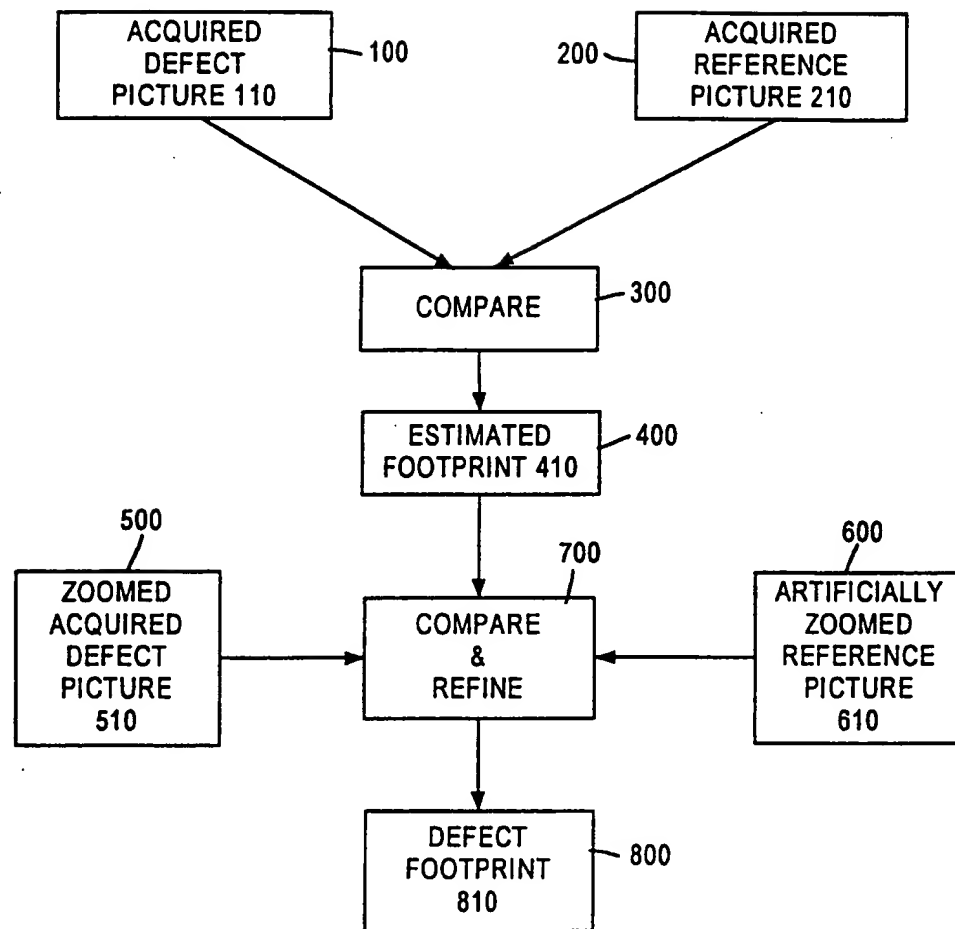 ACQUIRED
DEFECT
PICTURE 110
100
200
ACQUIRED
REFERENCE
PICTURE 210
COMPARE
300
ESTIMATED
FOOTPRINT 410
400
500
ZOOMED
ACQUIRED
DEFECT
PICTURE
510
700
COMPARE
&
REFINE
600
ARTIFICIALLY
ZOOMED
REFERENCE
PICTURE
610
DEFECT
FOOTPRINT
810
800